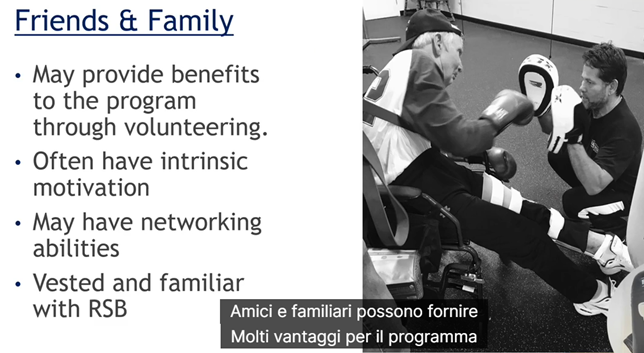 Friends & Family
• May provide benefits
to the program
through volunteering.
• Often have intrinsic
motivation
• May have networking
abilities
• Vested and familiar
with RSB
Amici e familiari possono fornire
Molti vantaggi per il programma